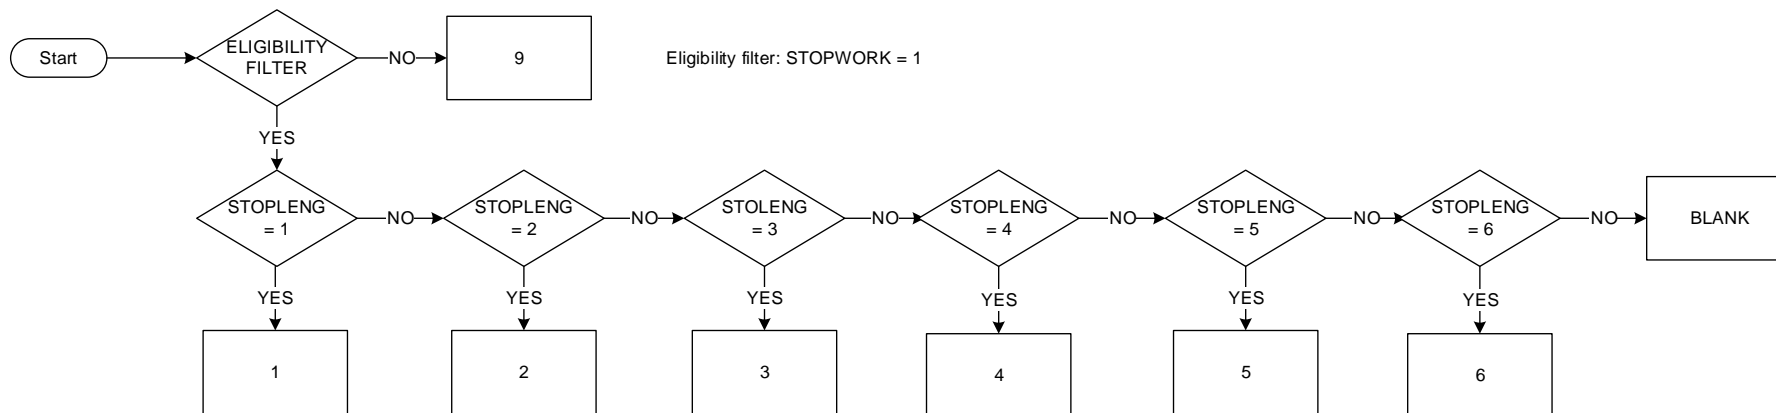 Start
ELIGIBILITY
FILTER
NO
9
Eligibility filter: STOPWORK = 1
YES
STOPLENG
= 1
NO
STOPLENG
= 2
NO
STOLENG
= 3
NO
STOPLENG
= 4
NO
STOPLENG
= 5
NO
STOPLENG
= 6
NO
BLANK
YES
YES
YES
YES
YES
YES
1
2
3
4
5
6